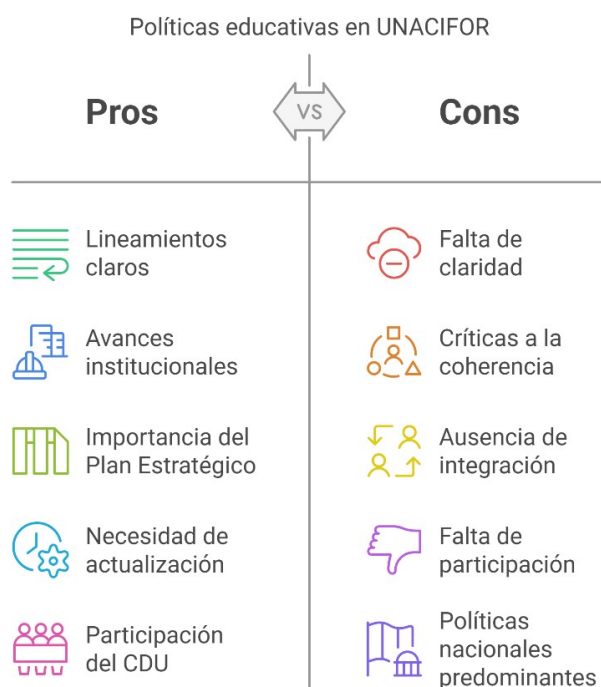 Políticas educativas en UNACIFOR
Pros
VS
Cons
Lineamientos
claros
Falta de
claridad
Avances
institucionales
Críticas a la
coherencia
Importancia del
Plan Estratégico
Ausencia de
integración
Necesidad de
actualización
Falta de
participación
Participación
del CDU
Políticas
nacionales
predominantes